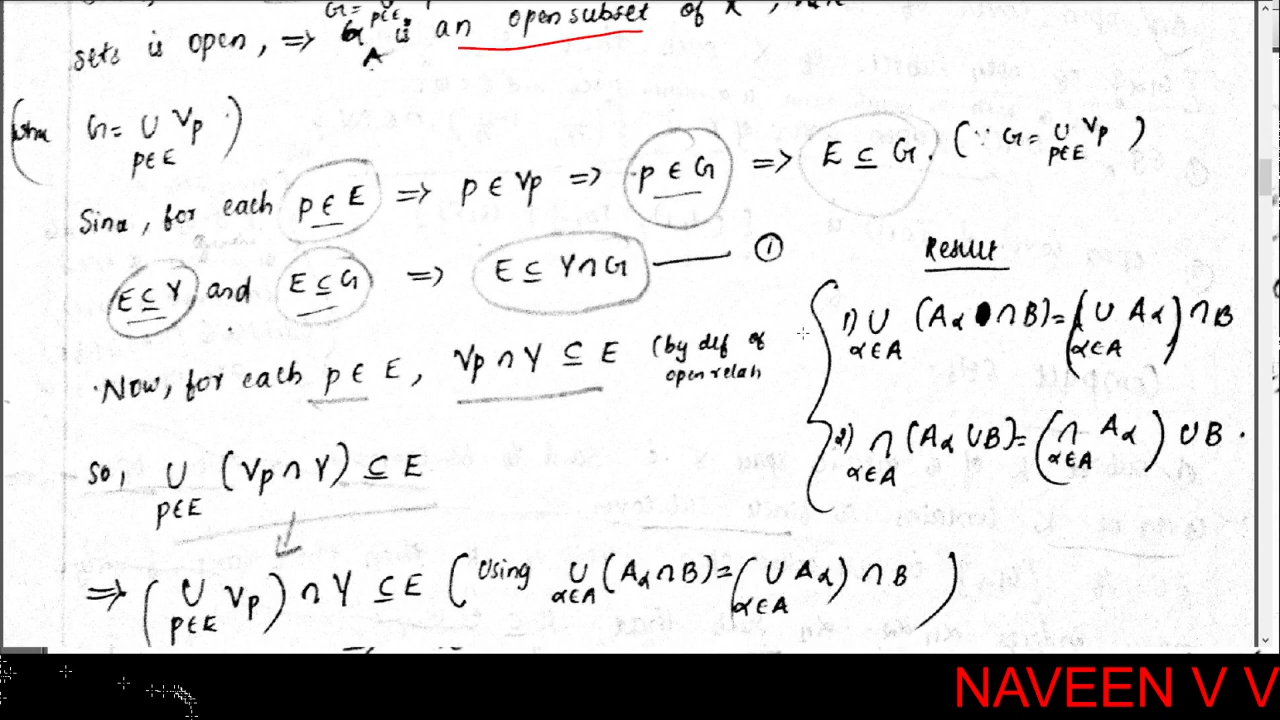 G = ∪ p∈E
sets is open, ⇒ G is an open subset of X,
(where G = ∪ Vp)
p∈E
Since, for each p ∈ E ⇒ p ∈ Vp ⇒ p ∈ G ⇒ E ⊆ G. (∵ G = ∪ Vp)
p∈E
E ⊆ Y and E ⊆ G ⇒ E ⊆ Y∩G —— ①
Now, for each p ∈ E, Vp ∩ Y ⊆ E (by def of
open relati
So, ∪ (Vp ∩ Y) ⊆ E
p∈E
⇒ (∪ Vp) ∩ Y ⊆ E (Using ∪ (Aα ∩ B) = (∪ Aα) ∩ B)
p∈E α∈A α∈A
Result
1) ∪ (Aα ∩ B) = (∪ Aα) ∩ B
α∈A α∈A
2) ∩ (Aα ∪ B) = (∩ Aα) ∪ B.
α∈A α∈A
NAVEEN V V